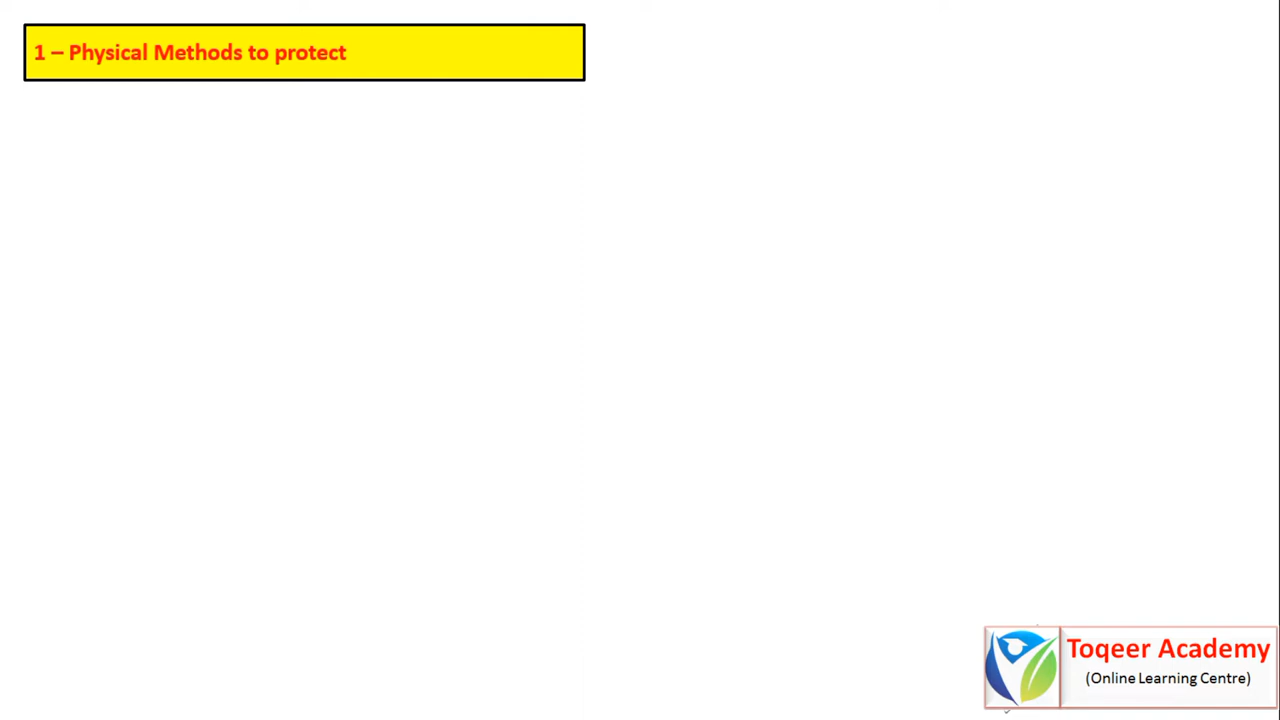 1 – Physical Methods to protect
Toqeer Academy
(Online Learning Centre)